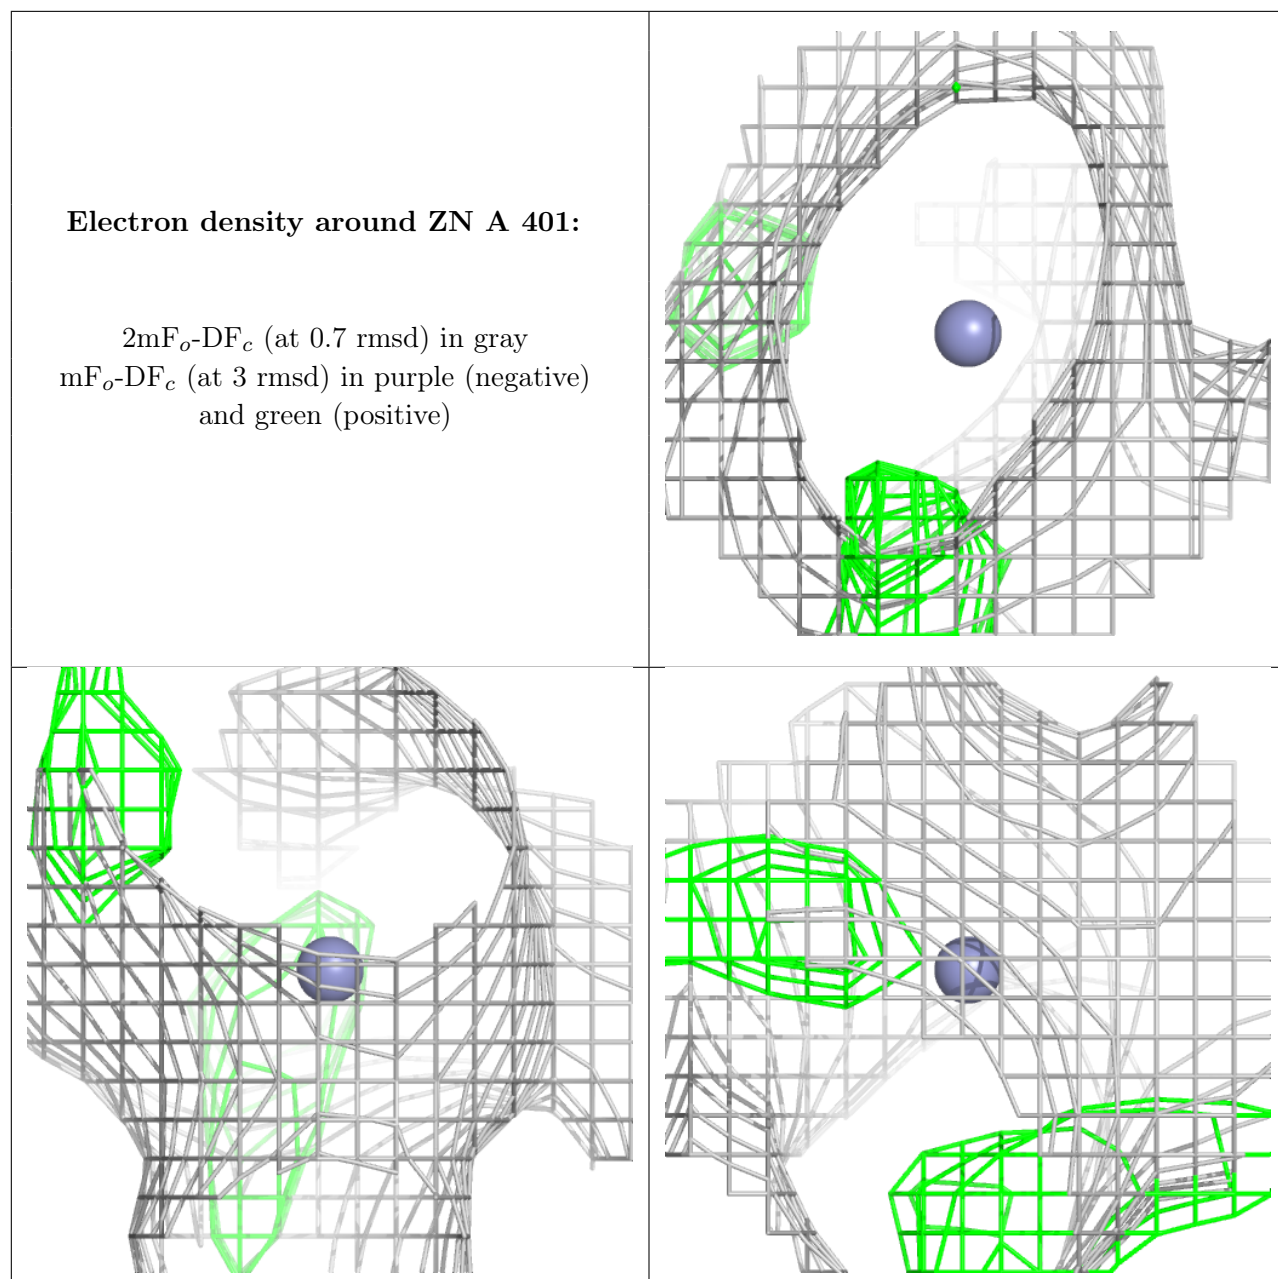 Electron density around ZN A 401:
2mFo-DFc (at 0.7 rmsd) in gray
mFo-DFc (at 3 rmsd) in purple (negative)
and green (positive)